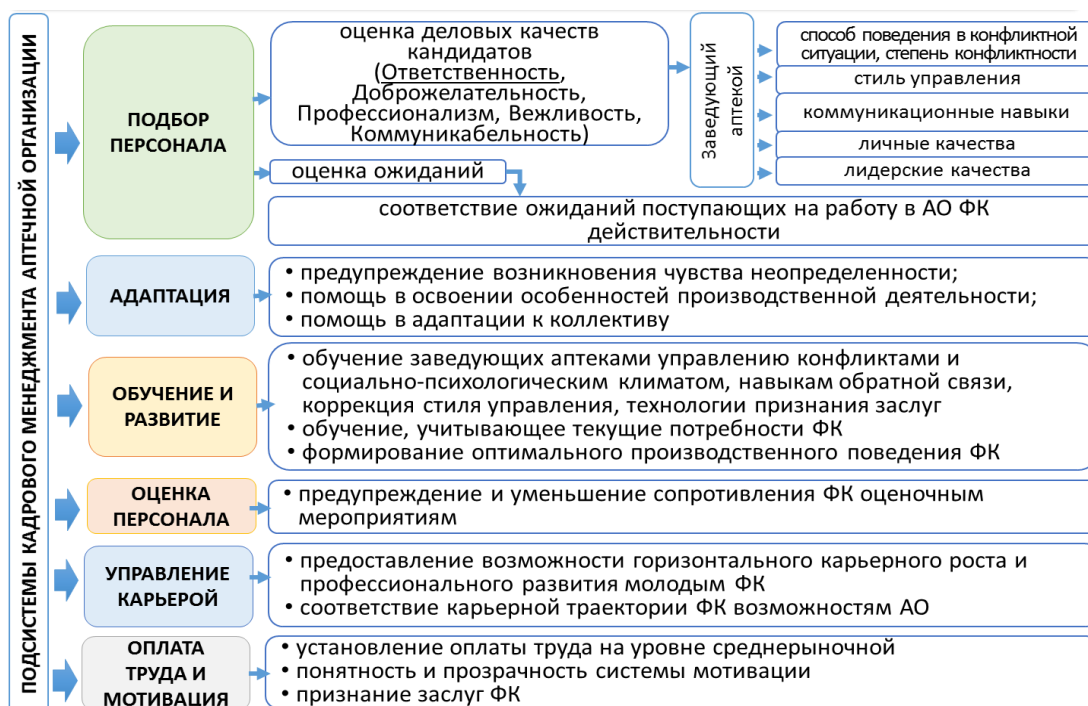 ПОДСИСТЕМЫ КАДРОВОГО МЕНЕДЖМЕНТА АПТЕЧНОЙ ОРГАНИЗАЦИИ
ПОДБОР
ПЕРСОНАЛА
оценка деловых качеств
кандидатов
(Ответственность,
Доброжелательность,
Профессионализм, Вежливость,
Коммуникабельность)
Заведующий
аптекой
способ поведения в конфликтной
ситуации, степень конфликтности
стиль управления
коммуникационные навыки
личные качества
лидерские качества
оценка ожиданий
соответствие ожиданий поступающих на работу в АО ФК
действительности
АДАПТАЦИЯ
• предупреждение возникновения чувства неопределенности;
• помощь в освоении особенностей производственной деятельности;
• помощь в адаптации к коллективу
ОБУЧЕНИЕ И
РАЗВИТИЕ
• обучение заведующих аптеками управлению конфликтами и
социально-психологическим климатом, навыкам обратной связи,
коррекция стиля управления, технологии признания заслуг
• обучение, учитывающее текущие потребности ФК
• формирование оптимального производственного поведения ФК
ОЦЕНКА
ПЕРСОНАЛА
• предупреждение и уменьшение сопротивления ФК оценочным
мероприятиям
УПРАВЛЕНИЕ
КАРЬЕРОЙ
• предоставление возможности горизонтального карьерного роста и
профессионального развития молодым ФК
• соответствие карьерной траектории ФК возможностям АО
ОПЛАТА
ТРУДА И
МОТИВАЦИЯ
• установление оплаты труда на уровне среднерыночной
• понятность и прозрачность системы мотивации
• признание заслуг ФК